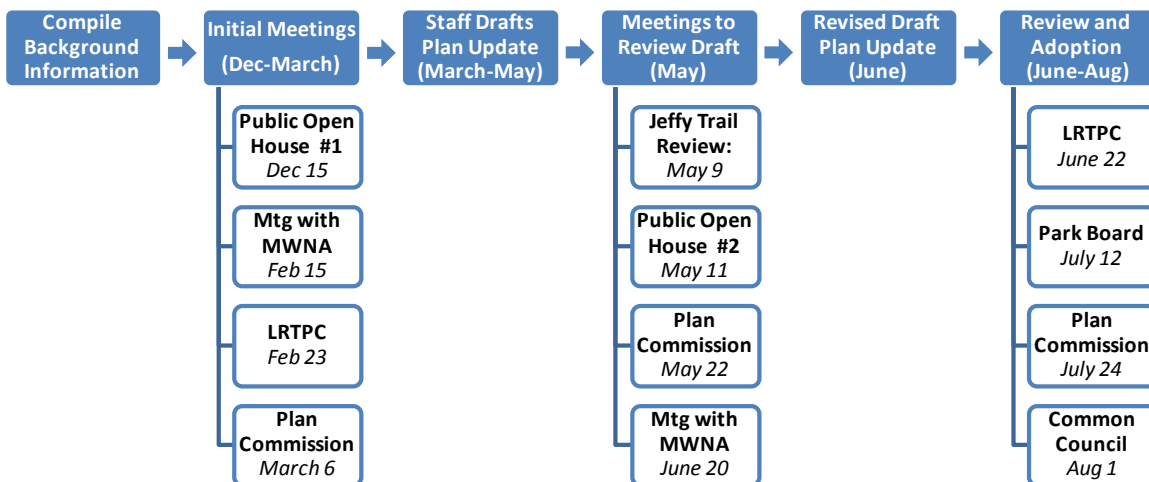 Compile
Background
Information
Initial Meetings
(Dec-March)
Staff Drafts
Plan Update
(March-May)
Meetings to
Review Draft
(May)
Revised Draft
Plan Update
(June)
Review and
Adoption
(June-Aug)
Public Open
House #1
Dec 15
Mtg with
MWNA
Feb 15
LRTPC
Feb 23
Plan
Commission
March 6
Jeffy Trail
Review:
May 9
Public Open
House #2
May 11
Plan
Commission
May 22
Mtg with
MWNA
June 20
LRTPC
June 22
Park Board
July 12
Plan
Commission
July 24
Common
Council
Aug 1